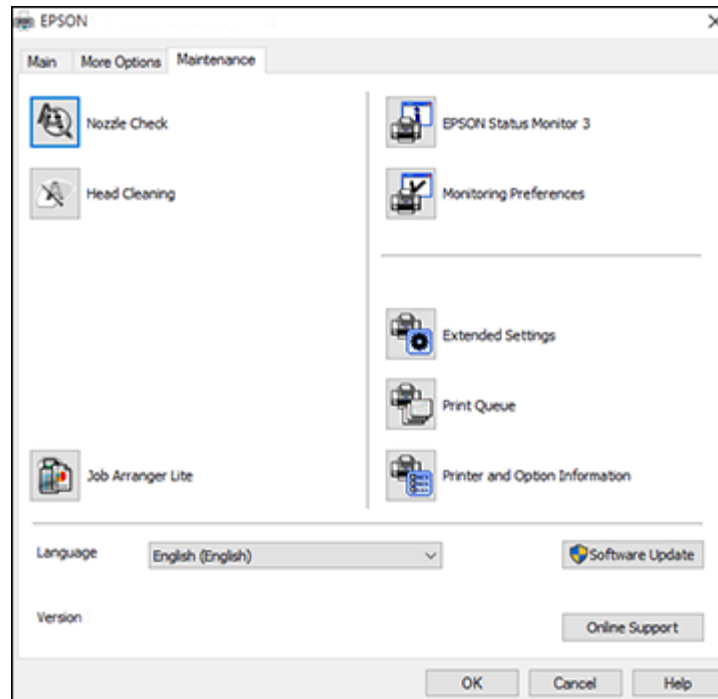 EPSON
Main More Options Maintenance
Nozzle Check
Head Cleaning
Job Arranger Lite
EPSON Status Monitor 3
Monitoring Preferences
Extended Settings
Print Queue
Printer and Option Information
Language English (English) Software Update
Version Online Support
OK Cancel Help